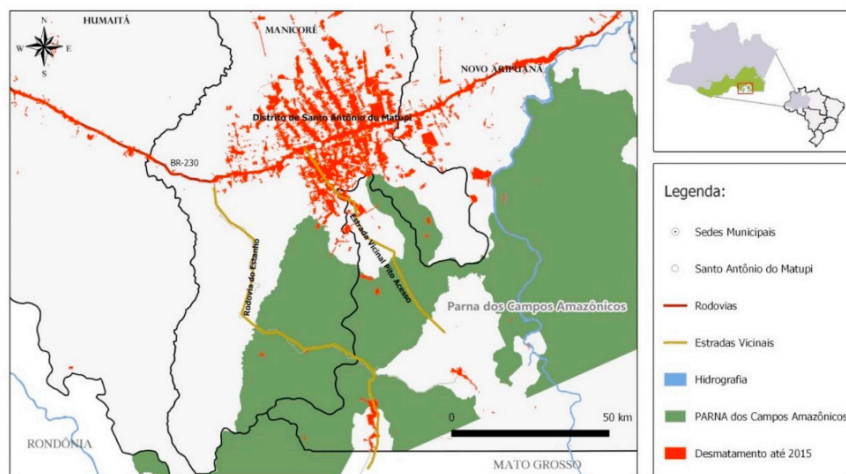 HUMAITÁ
MANICORÉ
NOVO ARIPUANÃ
N
W
E
S
Distrito de Santo Antônio do Matupi
BR-230
Rodovia do Estanho
Estrada Vicinal Pito Acesso
Parna dos Campos Amazônicos
0
50 km
RONDÔNIA
MATO GROSSO
Legenda:
Sedes Municipais
Santo Antônio do Matupi
Rodovias
Estradas Vicinais
Hidrografia
PARNA dos Campos Amazônicos
Desmatamento até 2015